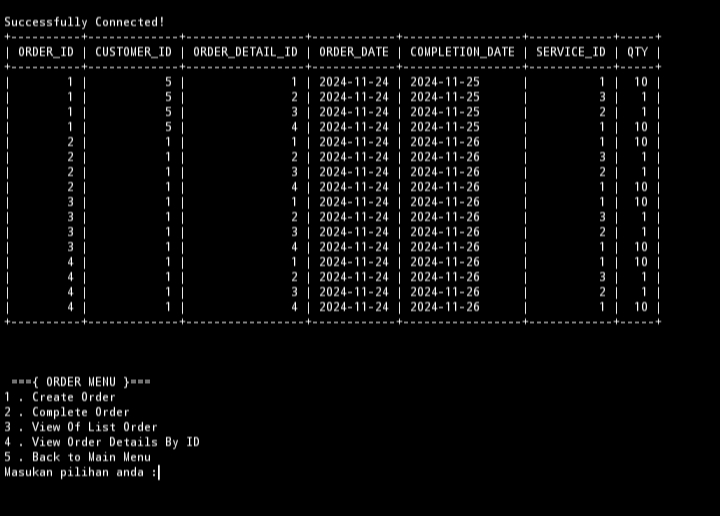 Successfully Connected!
+----------+-------------+-----------------+------------+-----------------+------------+-----+
| ORDER_ID | CUSTOMER_ID | ORDER_DETAIL_ID | ORDER_DATE | COMPLETION_DATE | SERVICE_ID | QTY |
+----------+-------------+-----------------+------------+-----------------+------------+-----+
|        1 |           5 |               1 | 2024-11-24 | 2024-11-25      |          1 |  10 |
|        1 |           5 |               2 | 2024-11-24 | 2024-11-25      |          3 |   1 |
|        1 |           5 |               3 | 2024-11-24 | 2024-11-25      |          2 |   1 |
|        1 |           5 |               4 | 2024-11-24 | 2024-11-25      |          1 |  10 |
|        2 |           1 |               1 | 2024-11-24 | 2024-11-26      |          1 |  10 |
|        2 |           1 |               2 | 2024-11-24 | 2024-11-26      |          3 |   1 |
|        2 |           1 |               3 | 2024-11-24 | 2024-11-26      |          2 |   1 |
|        2 |           1 |               4 | 2024-11-24 | 2024-11-26      |          1 |  10 |
|        3 |           1 |               1 | 2024-11-24 | 2024-11-26      |          1 |  10 |
|        3 |           1 |               2 | 2024-11-24 | 2024-11-26      |          3 |   1 |
|        3 |           1 |               3 | 2024-11-24 | 2024-11-26      |          2 |   1 |
|        3 |           1 |               4 | 2024-11-24 | 2024-11-26      |          1 |  10 |
|        4 |           1 |               1 | 2024-11-24 | 2024-11-26      |          1 |  10 |
|        4 |           1 |               2 | 2024-11-24 | 2024-11-26      |          3 |   1 |
|        4 |           1 |               3 | 2024-11-24 | 2024-11-26      |          2 |   1 |
|        4 |           1 |               4 | 2024-11-24 | 2024-11-26      |          1 |  10 |
+----------+-------------+-----------------+------------+-----------------+------------+-----+
===={ ORDER MENU }===
1 . Create Order
2 . Complete Order
3 . View Of List Order
4 . View Order Details By ID
5 . Back to Main Menu
Masukan pilihan anda :